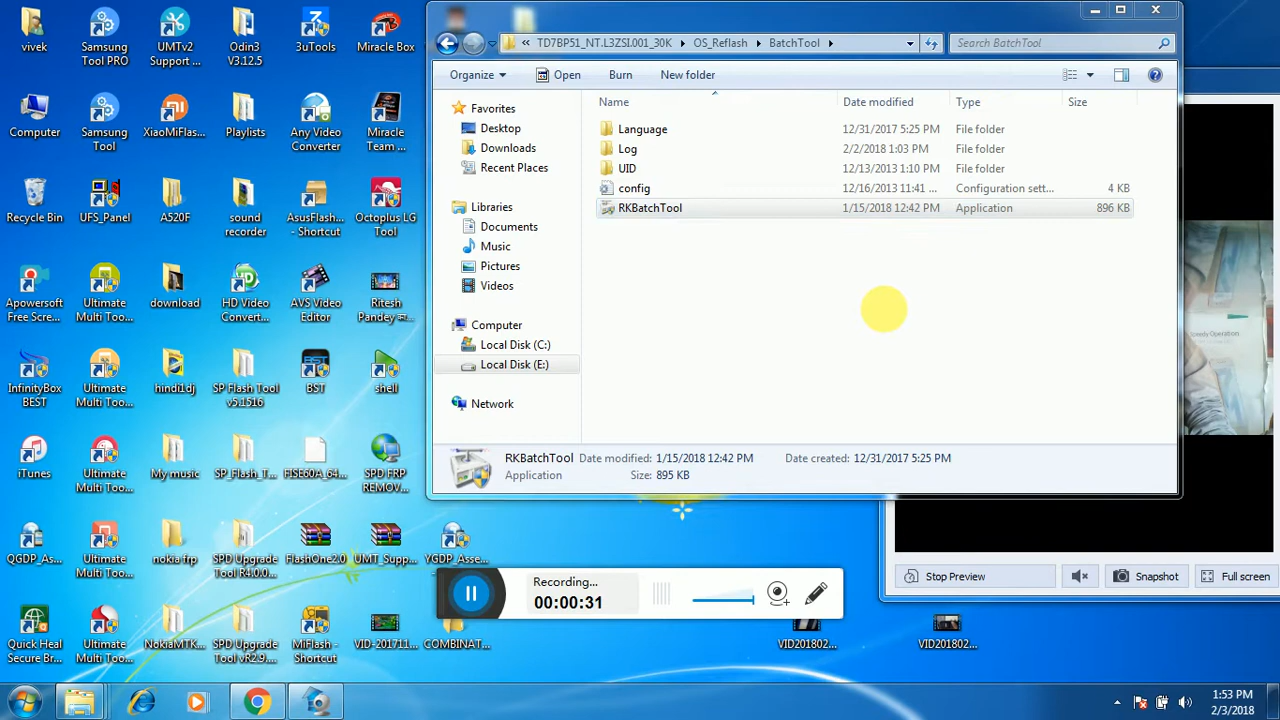 TD7BP51_NT.L3ZSI.001_30K
OS_Reflash
BatchTool
Search BatchTool
Organize
Open
Burn
New folder
Name
Date modified
Type
Size
Favorites
Desktop
Downloads
Recent Places
Libraries
Documents
Music
Pictures
Videos
Computer
Local Disk (C:)
Local Disk (E:)
Network
Language 12/31/2017 5:25 PM File folder
Log 2/2/2018 1:03 PM File folder
UID 12/13/2013 1:10 PM File folder
config 12/16/2013 11:41 ... Configuration sett... 4 KB
RKBatchTool 1/15/2018 12:42 PM Application 896 KB
RKBatchTool Date modified: 1/15/2018 12:42 PM Date created: 12/31/2017 5:25 PM
Application Size: 895 KB
vivek
Samsung
Tool PRO
UMTv2
Support ...
Odin3
V3.12.5
3uTools
Miracle Box
Computer
Samsung
Tool
XiaoMiFlas...
Playlists
Any Video
Converter
Miracle
Team ...
Recycle Bin
UFS_Panel
A520F
sound
recorder
AsusFlash...
- Shortcut
Octoplus LG
Tool
Apowersoft
Free Scre...
Ultimate
Multi Too...
download
HD Video
Convert...
AVS Video
Editor
Ritesh
InfinityBox
BEST
Ultimate
Multi Too...
hindi1dj
SP Flash Tool
v5.1516
BST
shell
iTunes
Ultimate
Multi Too...
My music
SP_Flash_T...
FISE60A_64...
SPD FRP
REMOV...
QGDP_As...
Ultimate
Multi Too...
nokia frp
SPD Upgrade
Tool R4.0.0...
FlashOne2.0
UMT_Supp...
YGDP_Asse...
Quick Heal
Secure Br...
Ultimate
Multi Too...
NokiaMTK...
SPD Upgrade
Tool vR2.9...
MiFlash -
Shortcut
VID-201711...
COMBINAT...
Recording...
00:00:31
VID201802...
VID201802...
Speedy Operation
Stop Preview
Snapshot
Full screen
1:53 PM
2/3/2018